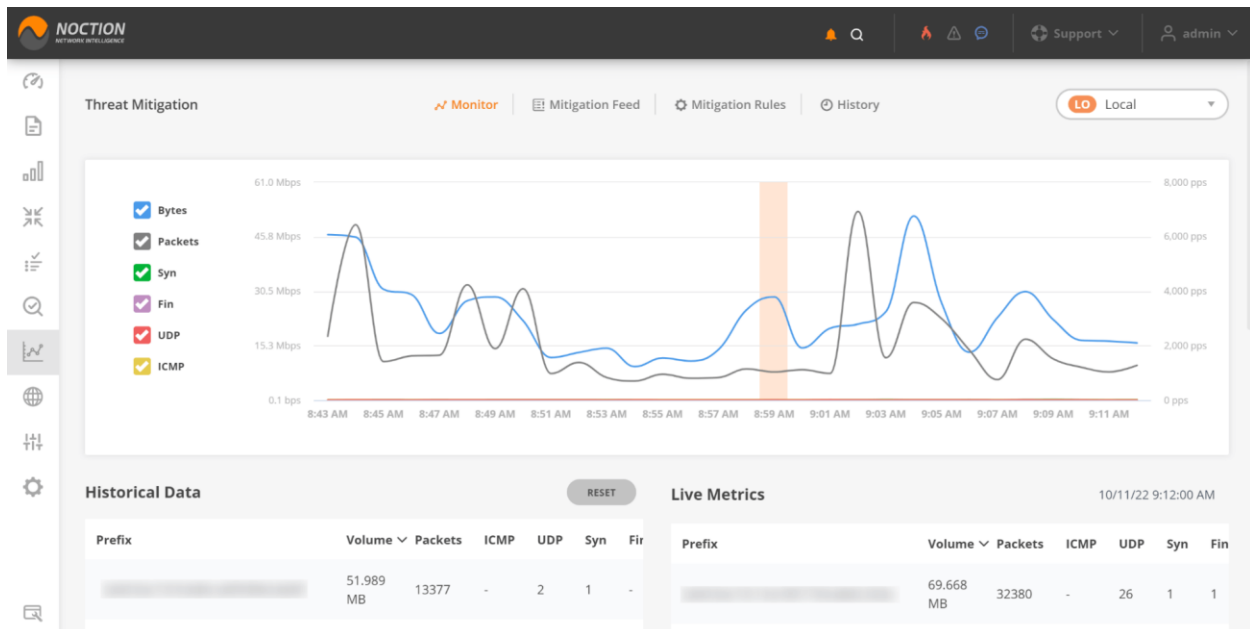 NOCTION
NETWORK INTELLIGENCE
Support
admin
Threat Mitigation
Monitor
Mitigation Feed
Mitigation Rules
History
LO Local
Bytes
Packets
Syn
Fin
UDP
ICMP
61.0 Mbps
45.8 Mbps
30.5 Mbps
15.3 Mbps
0.1 bps
8,000 pps
6,000 pps
4,000 pps
2,000 pps
0 pps
8:43 AM 8:45 AM 8:47 AM 8:49 AM 8:51 AM 8:53 AM 8:55 AM 8:57 AM 8:59 AM 9:01 AM 9:03 AM 9:05 AM 9:07 AM 9:09 AM 9:11 AM
Historical Data
RESET
Prefix Volume Packets ICMP UDP Syn Fin
51.989
MB
13377 - 2 1 -
Live Metrics
10/11/22 9:12:00 AM
Prefix Volume Packets ICMP UDP Syn Fin
69.668
MB
32380 - 26 1 1